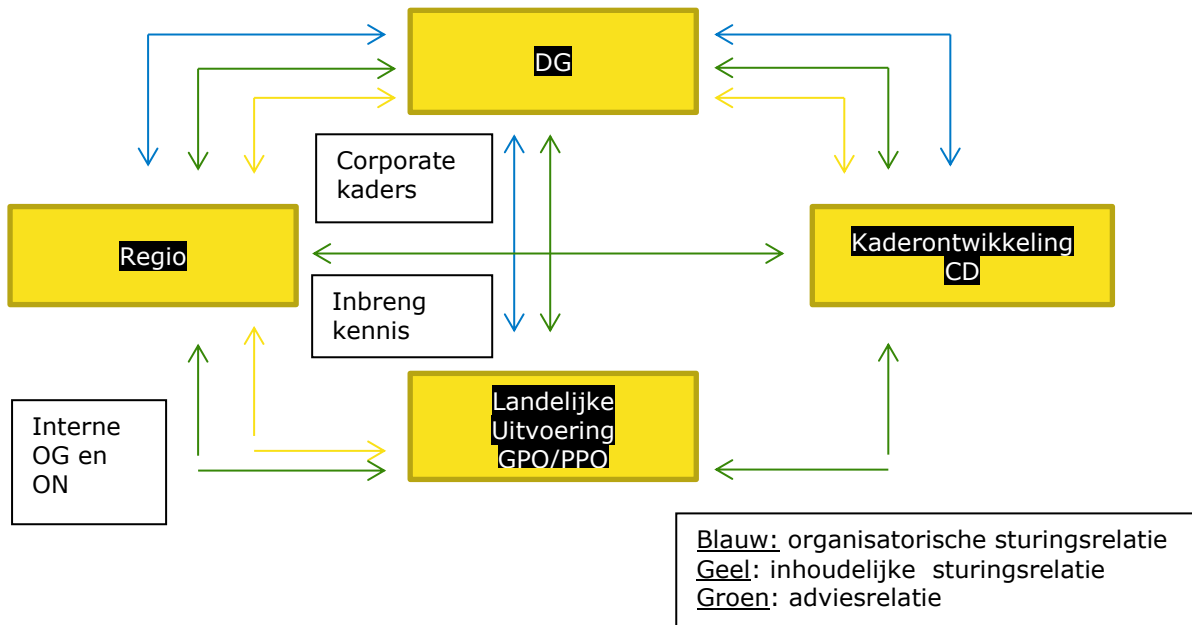 DG
Corporate
kaders
Regio
Kaderontwikkeling
CD
Inbreng
kennis
Landelijke
Uitvoering
GPO/PPO
Interne
OG en
ON
Blauw: organisatorische sturingsrelatie
Geel: inhoudelijke sturingsrelatie
Groen: adviesrelatie